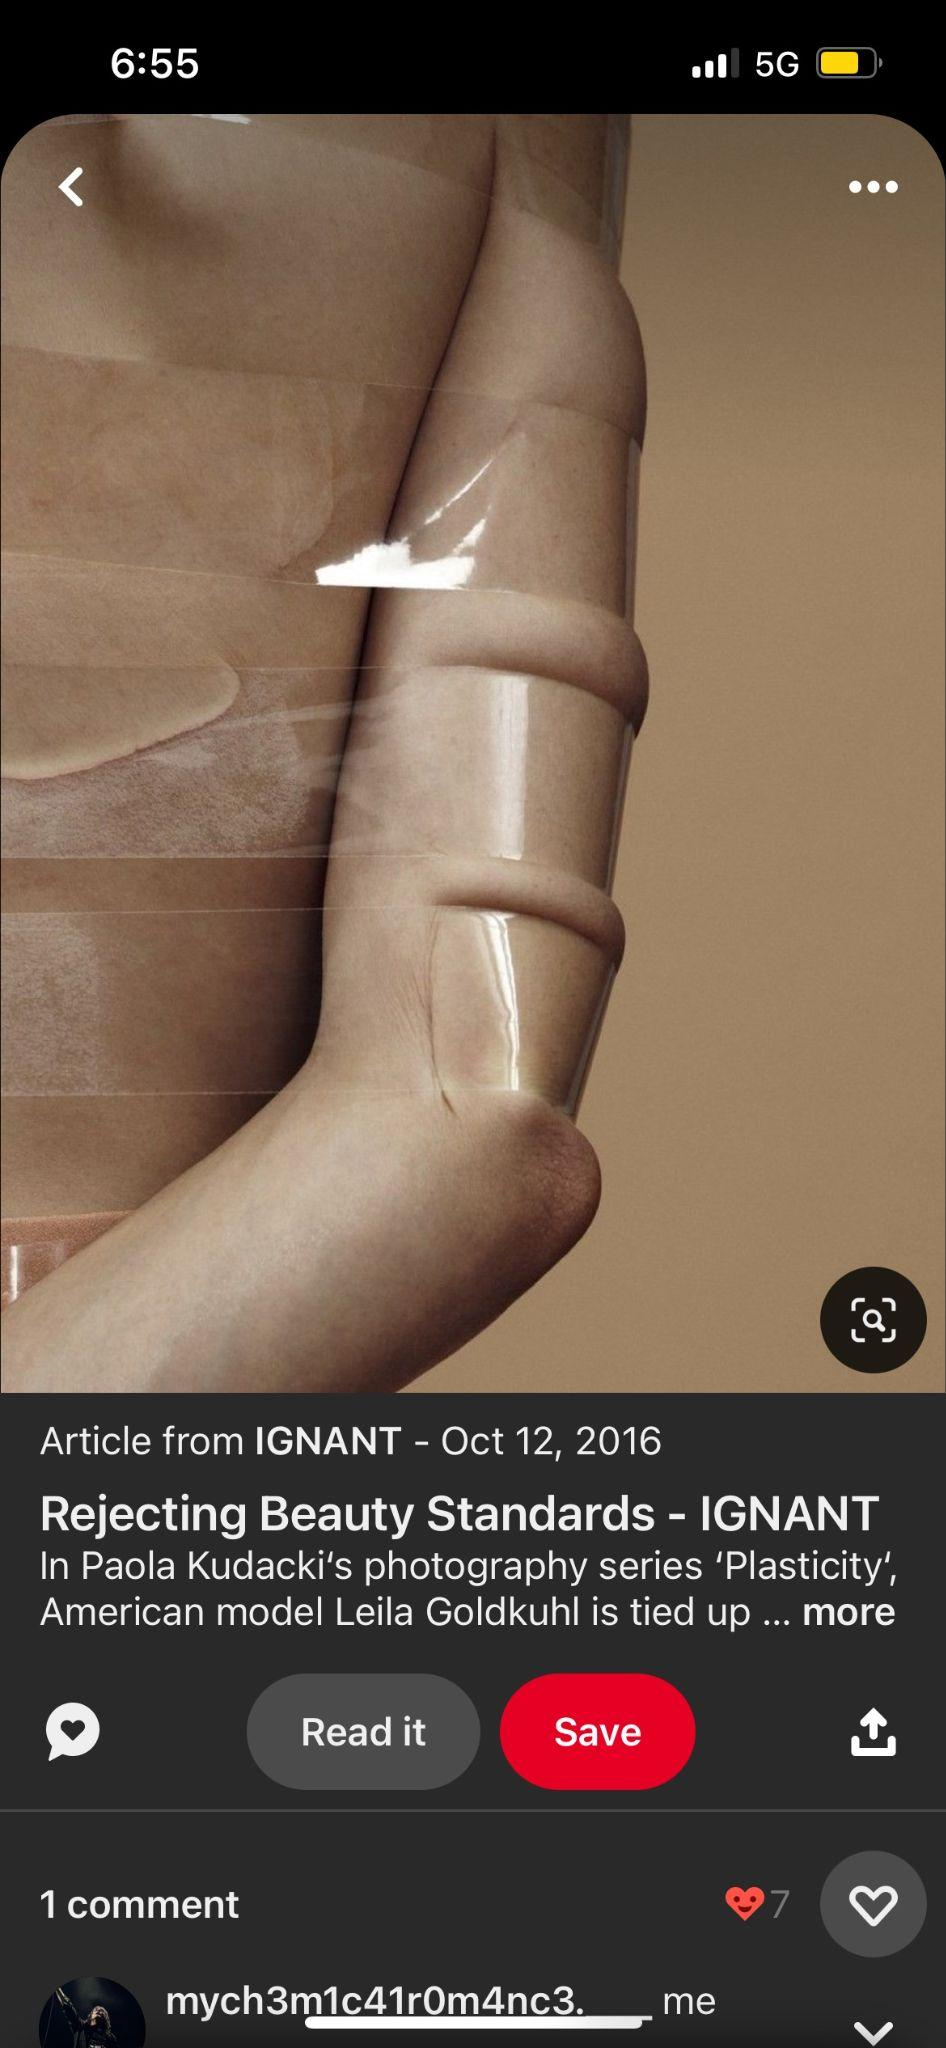 6:55
5G
Article from IGNANT - Oct 12, 2016
Rejecting Beauty Standards - IGNANT
In Paola Kudacki‘s photography series ‘Plasticity‘,
American model Leila Goldkuhl is tied up ... more
Read it
Save
1 comment
7
mych3m1c41r0m4nc3.____ me